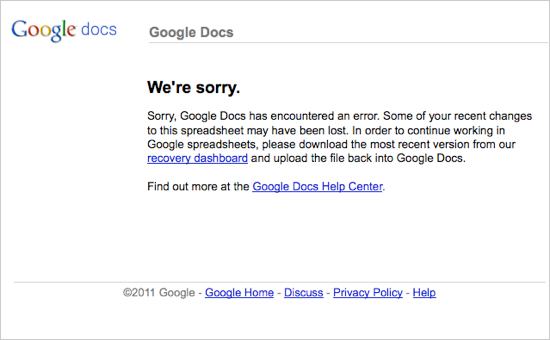 Google docs
Google Docs
We're sorry.
Sorry, Google Docs has encountered an error. Some of your recent changes
to this spreadsheet may have been lost. In order to continue working in
Google spreadsheets, please download the most recent version from our
recovery dashboard and upload the file back into Google Docs.
Find out more at the Google Docs Help Center.
©2011 Google - Google Home - Discuss - Privacy Policy - Help